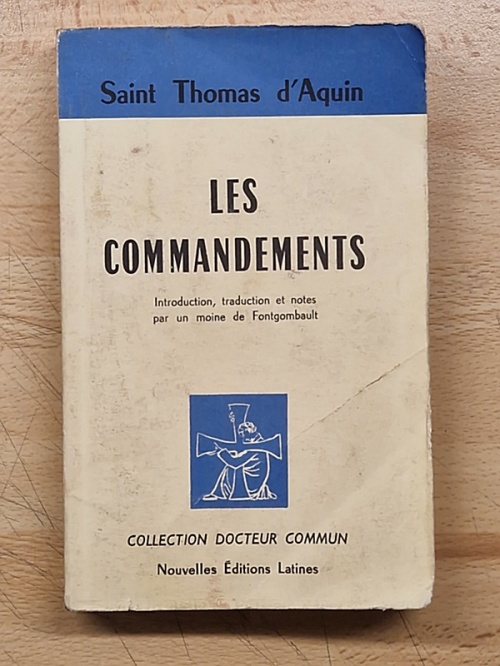 Saint Thomas d'Aquin
LES
COMMANDEMENTS
Introduction, traduction et notes
par un moine de Fontgombault
COLLECTION DOCTEUR COMMUN
Nouvelles Éditions Latines